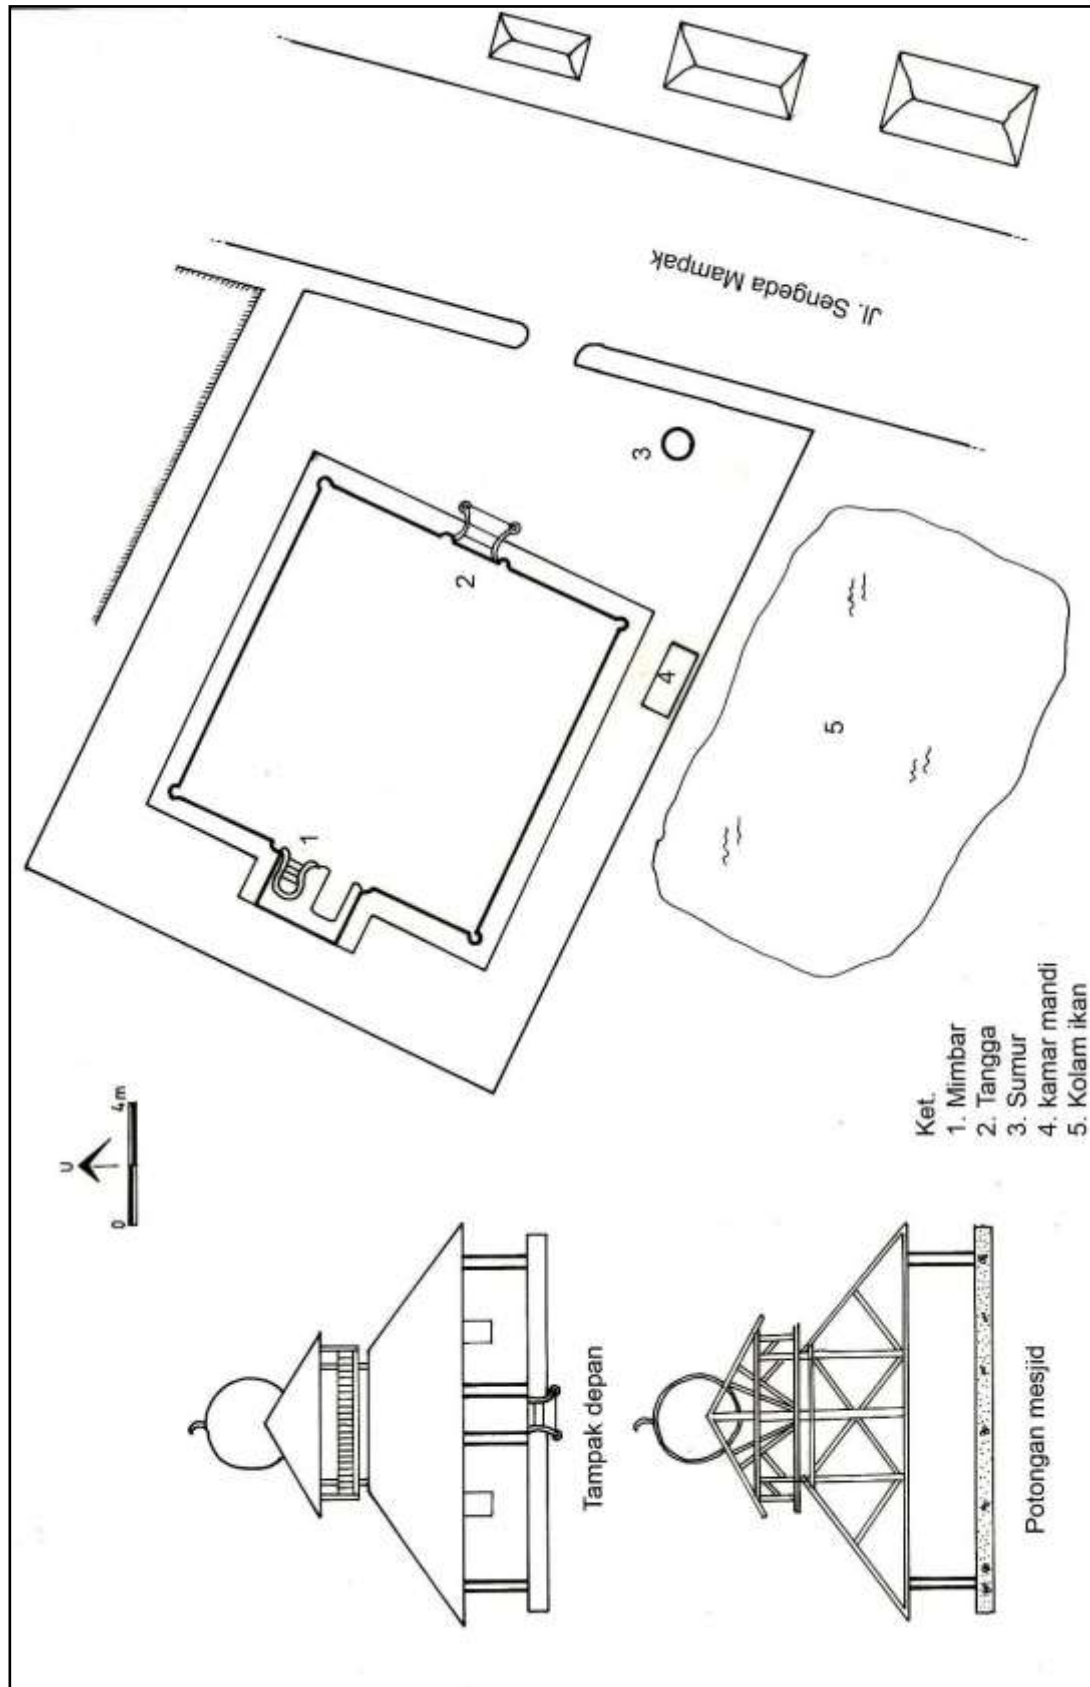 Jl. Sengeda Mampak
1
2
3
4
5
U
0 4m
Tampak depan
Potongan mesjid
Ket.
1. Mimbar
2. Tangga
3. Sumur
4. kamar mandi
5. Kolam ikan